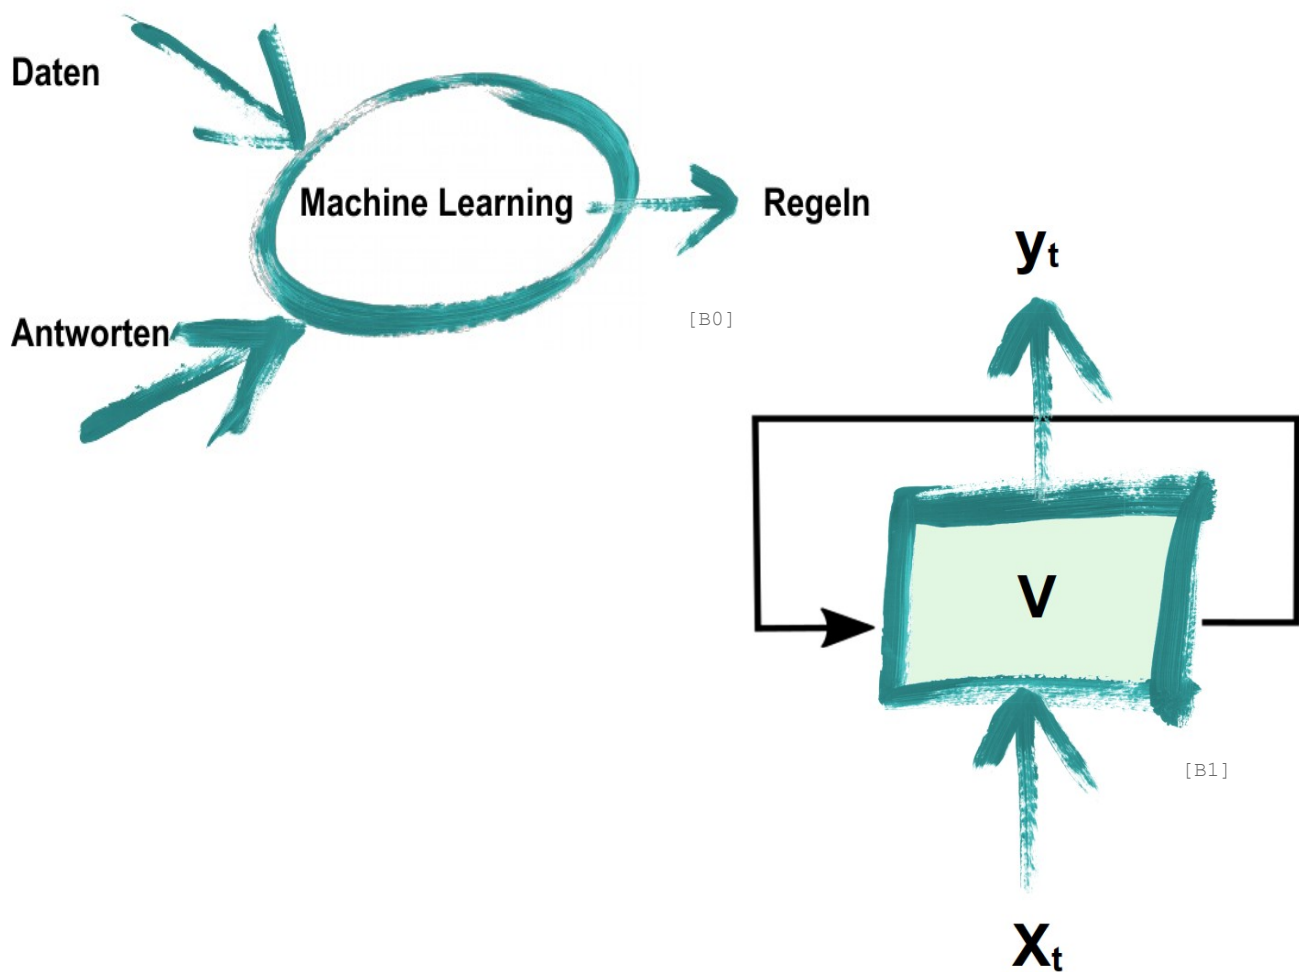 Daten
Machine Learning
Regeln
Antworten
[B0]
yt
V
[B1]
Xt